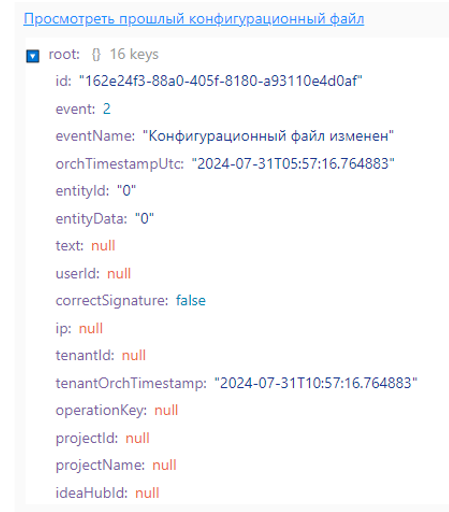 Просмотреть прошлый конфигурационный файл
root: {} 16 keys
id: "162e24f3-88a0-405f-8180-a93110e4d0af"
event: 2
eventName: "Конфигурационный файл изменен"
orchTimestampUtc: "2024-07-31T05:57:16.764883"
entityId: "0"
entityData: "0"
text: null
userId: null
correctSignature: false
ip: null
tenantId: null
tenantOrchTimestamp: "2024-07-31T10:57:16.764883"
operationKey: null
projectId: null
projectName: null
ideaHubId: null